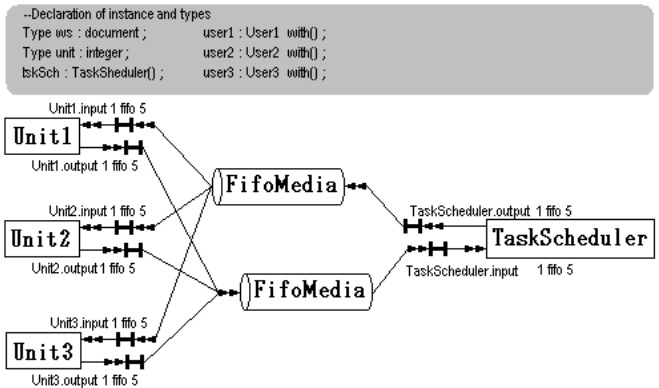 --Declaration of instance and types
Type ws : document ; user1 : User1 with() ;
Type unit : integer ; user2 : User2 with() ;
tskSch : TaskSheduler() ; user3 : User3 with() ;
Unit1.input 1 fifo 5
Unit1
Unit1.output 1 fifo 5
FifoMedia
Unit2.input 1 fifo 5
TaskScheduler.output 1 fifo 5
Unit2
TaskScheduler
Unit2.output 1 fifo 5
TaskScheduler.input 1 fifo 5
FifoMedia
Unit3.input 1 fifo 5
Unit3
Unit3.output 1 fifo 5